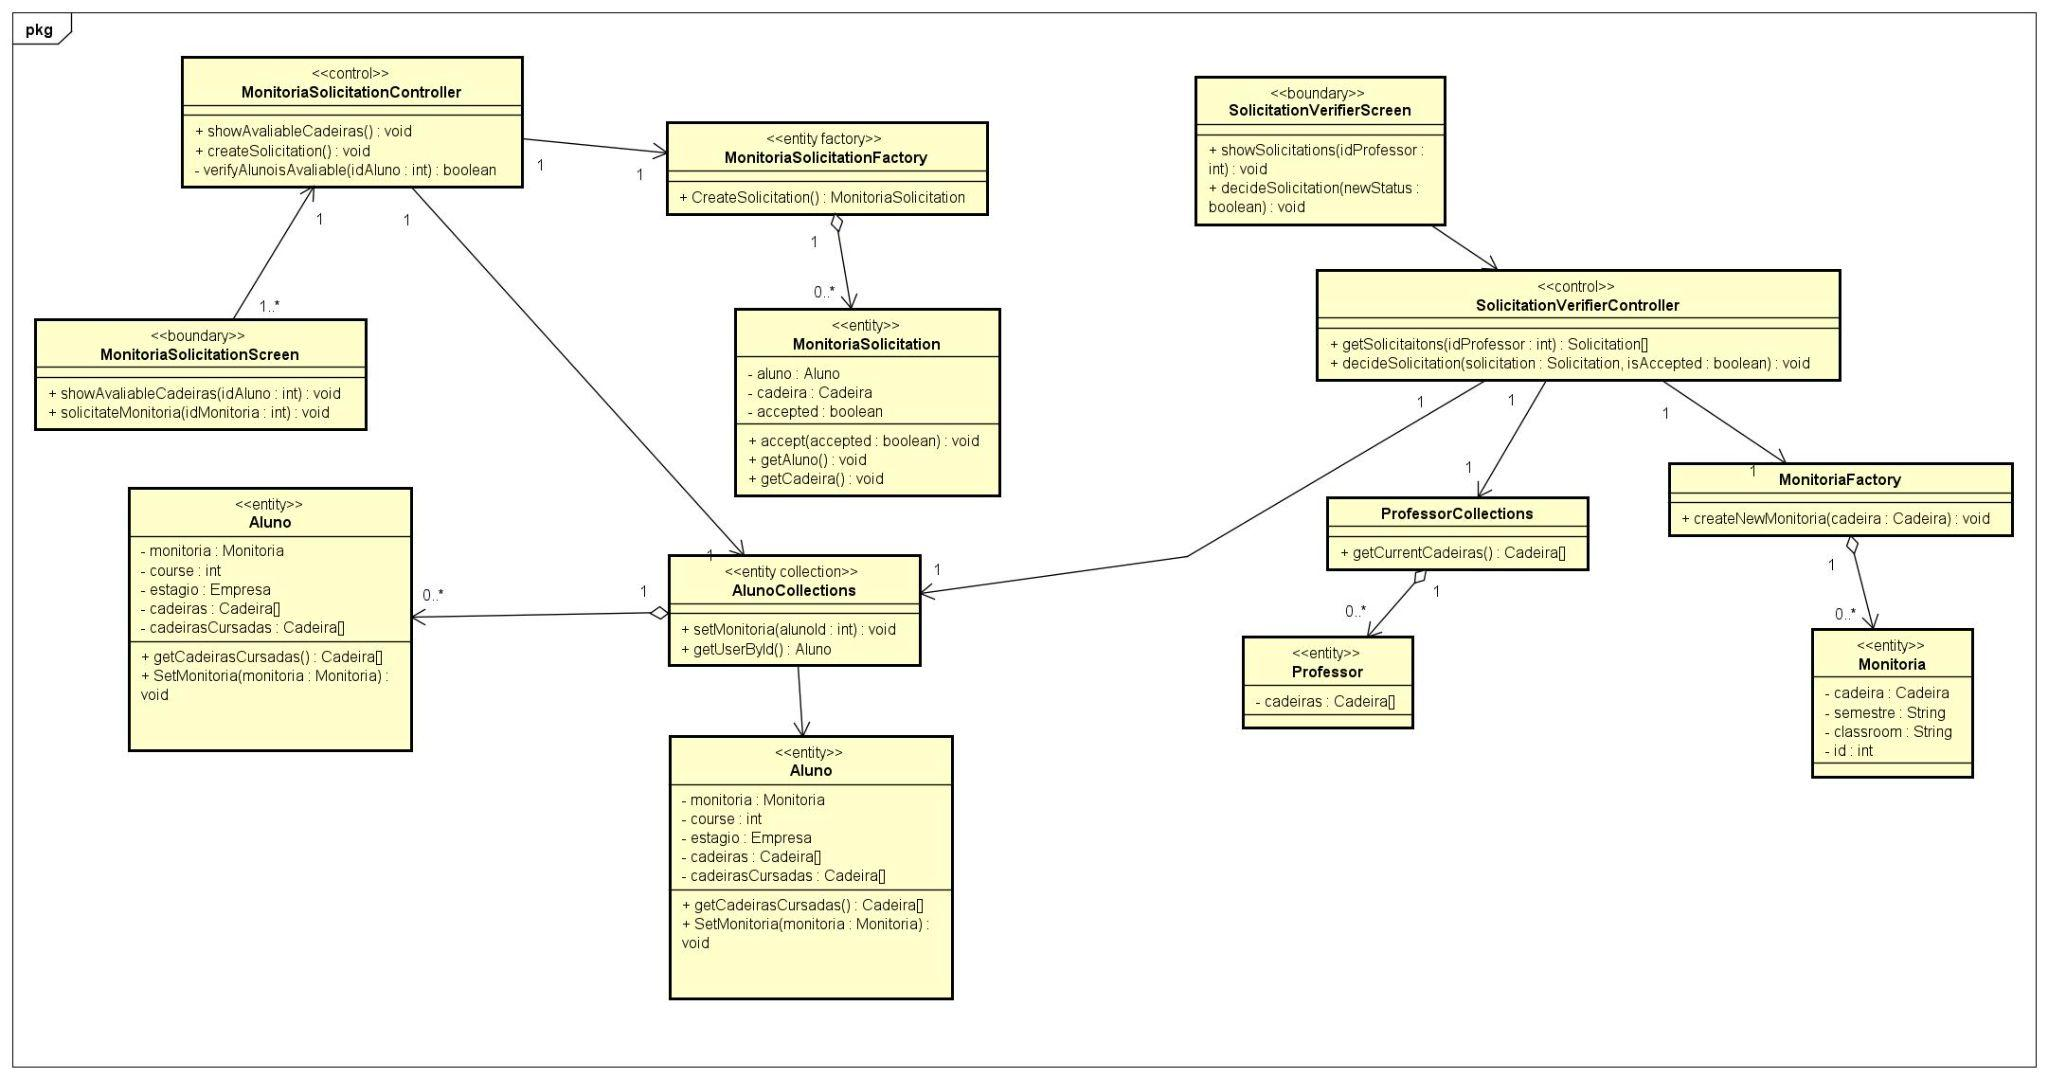 pkg
<<control>>
MonitoriaSolicitationController
+ showAvaliableCadeiras() : void
+ createSolicitation() : void
- verifyAlunoisAvaliable(idAluno : int) : boolean
1
1
1
1
<<entity factory>>
MonitoriaSolicitationFactory
+ CreateSolicitation() : MonitoriaSolicitation
1
0..*
<<boundary>>
SolicitationVerifierScreen
+ showSolicitations(idProfessor :
int) : void
+ decideSolicitation(newStatus :
boolean) : void
<<control>>
SolicitationVerifierController
+ getSolicitaitons(idProfessor : int) : Solicitation[]
+ decideSolicitation(solicitation : Solicitation, isAccepted : boolean) : void
1
1
1
1..*
<<boundary>>
MonitoriaSolicitationScreen
+ showAvaliableCadeiras(idAluno : int) : void
+ solicitateMonitoria(idMonitoria : int) : void
<<entity>>
MonitoriaSolicitation
- aluno : Aluno
- cadeira : Cadeira
- accepted : boolean
+ accept(accepted : boolean) : void
+ getAluno() : void
+ getCadeira() : void
1
1
MonitoriaFactory
+ createNewMonitoria(cadeira : Cadeira) : void
1
0..*
ProfessorCollections
+ getCurrentCadeiras() : Cadeira[]
1
0..*
<<entity>>
Aluno
- monitoria : Monitoria
- course : int
- estagio : Empresa
- cadeiras : Cadeira[]
- cadeirasCursadas : Cadeira[]
+ getCadeirasCursadas() : Cadeira[]
+ SetMonitoria(monitoria : Monitoria) :
void
0..*
1
1
1
<<entity collection>>
AlunoCollections
+ setMonitoria(alunoId : int) : void
+ getUserById() : Aluno
<<entity>>
Professor
- cadeiras : Cadeira[]
<<entity>>
Monitoria
- cadeira : Cadeira
- semestre : String
- classroom : String
- id : int
<<entity>>
Aluno
- monitoria : Monitoria
- course : int
- estagio : Empresa
- cadeiras : Cadeira[]
- cadeirasCursadas : Cadeira[]
+ getCadeirasCursadas() : Cadeira[]
+ SetMonitoria(monitoria : Monitoria) :
void